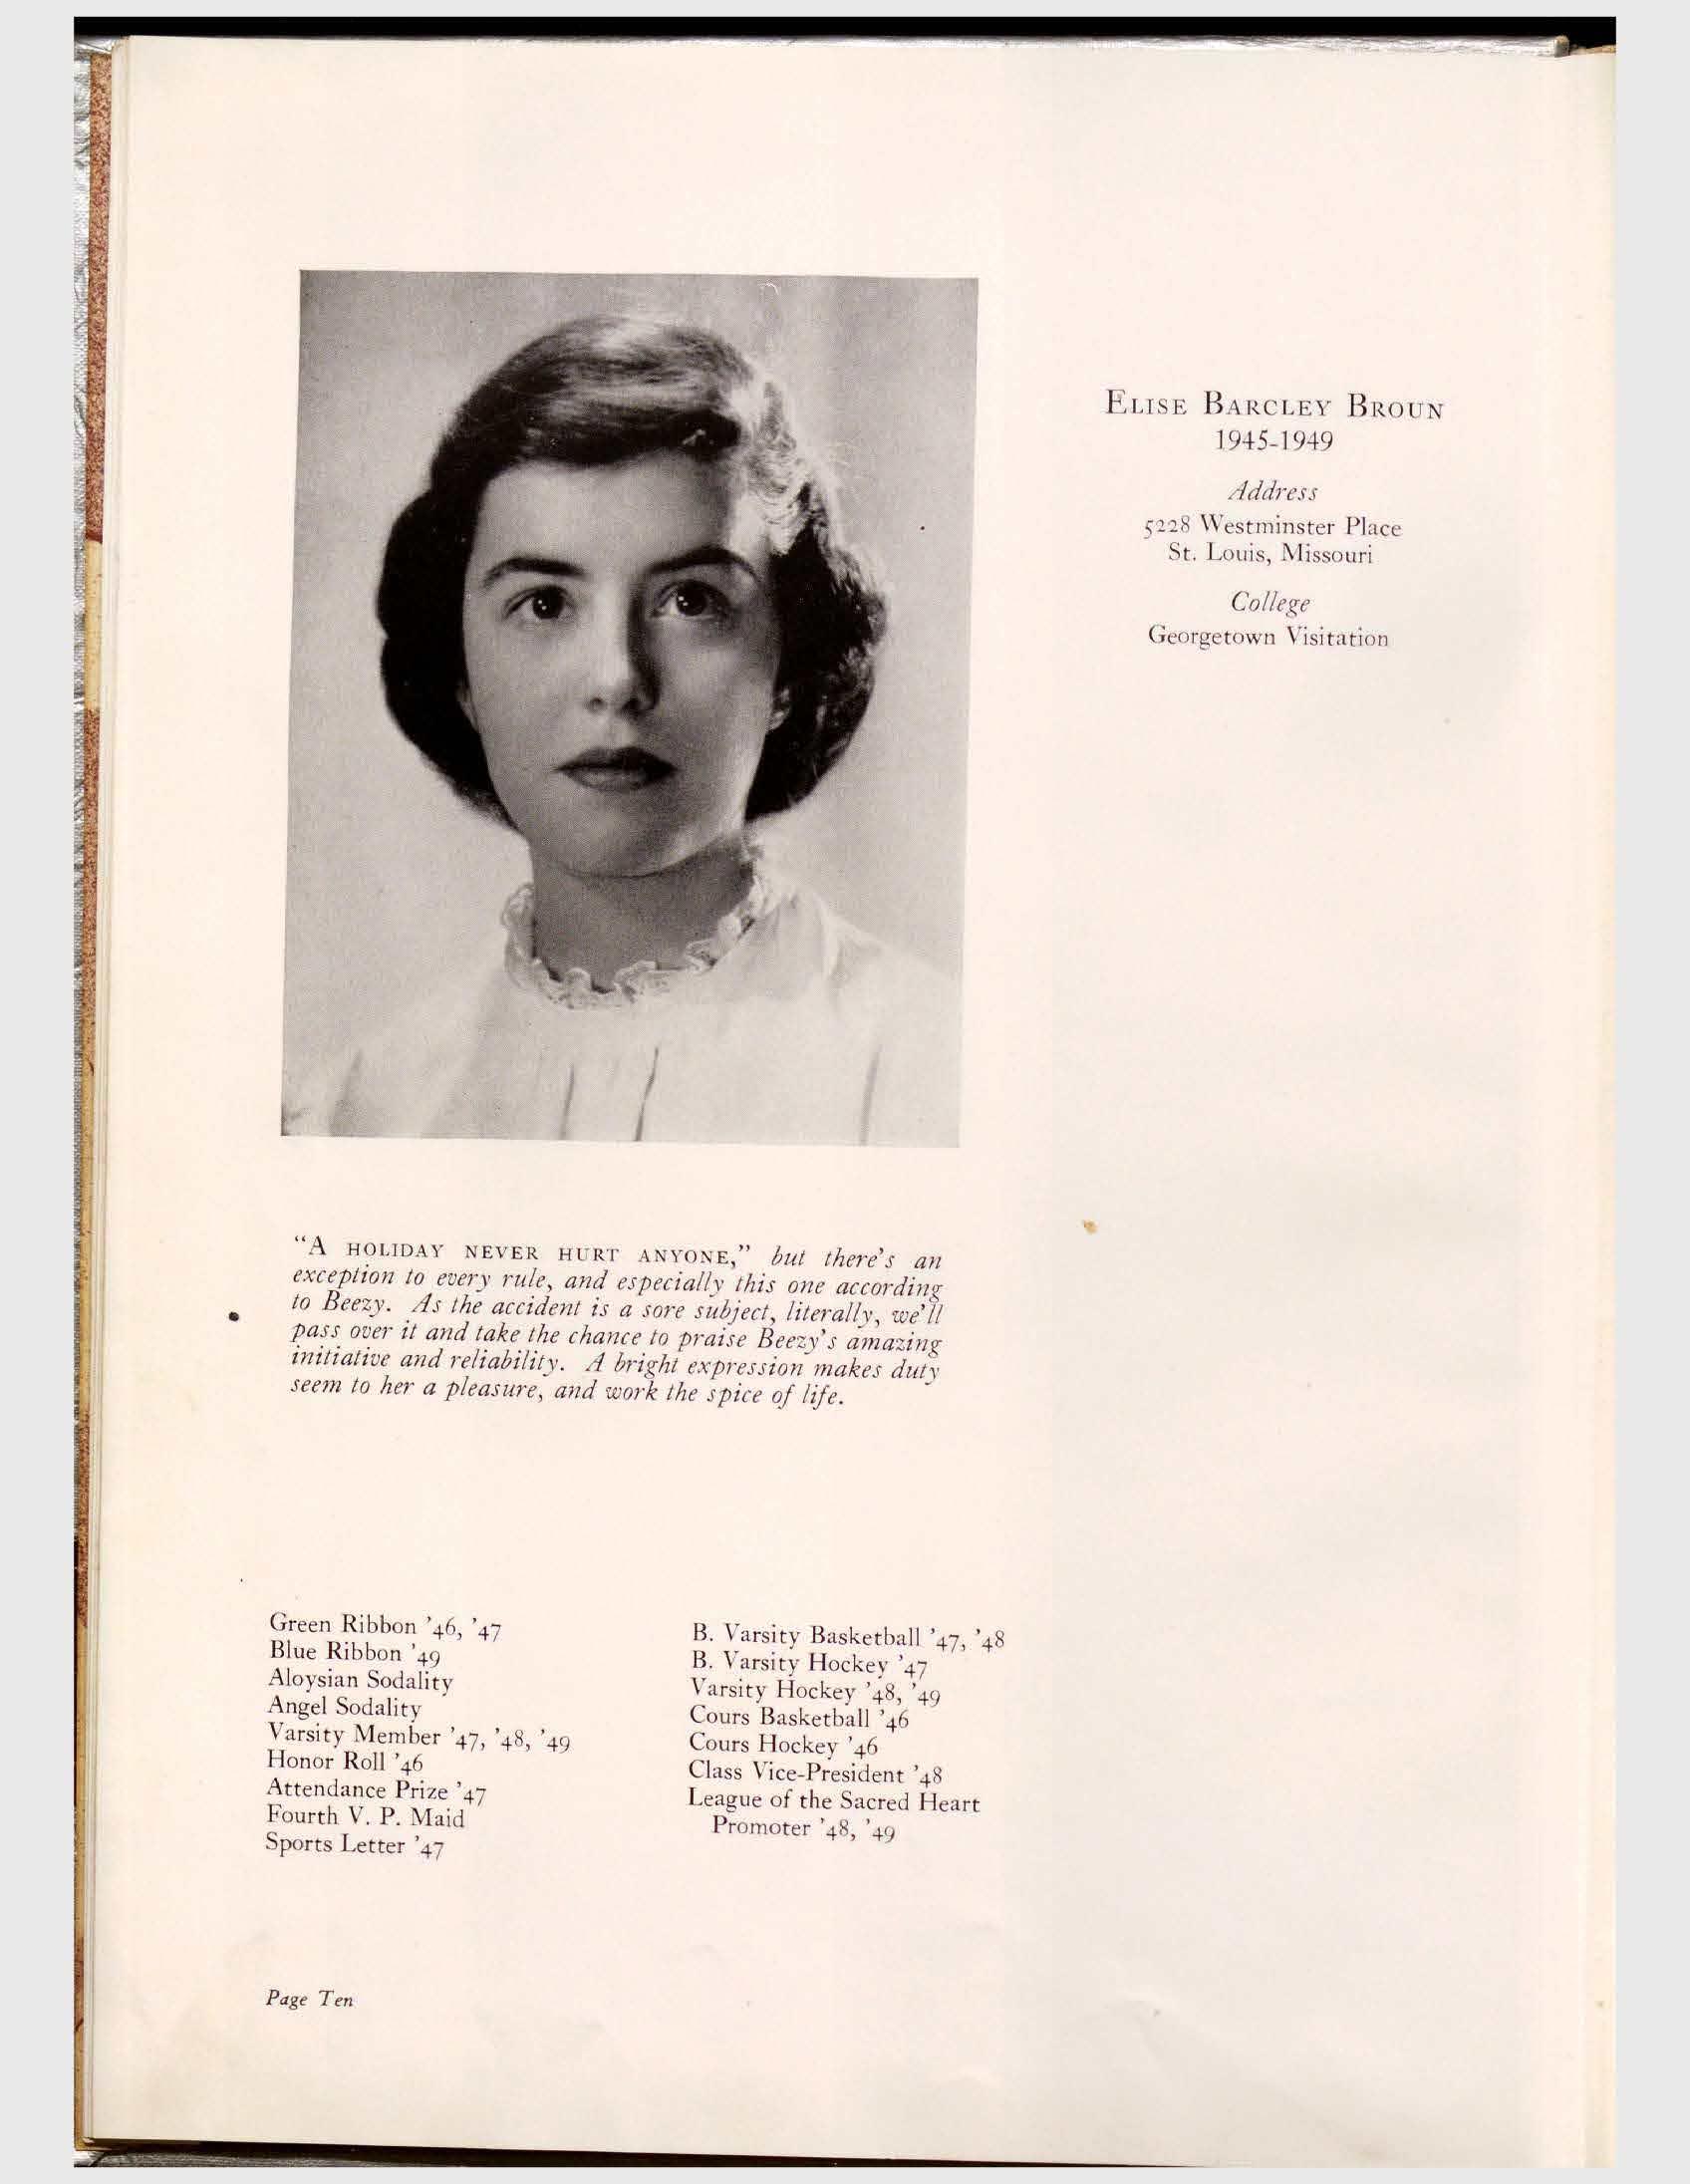 ELISE BARCLEY BROUN
1945-1949
Address
5228 Westminster Place
St. Louis, Missouri
College
Georgetown Visitation
"A HOLIDAY NEVER HURT ANYONE," but there's an
exception to every rule, and especially this one according
to Beezy. As the accident is a sore subject, literally, we'll
pass over it and take the chance to praise Beezy's amazing
initiative and reliability. A bright expression makes duty
seem to her a pleasure, and work the spice of life.
Green Ribbon '46, '47
Blue Ribbon '49
Aloysian Sodality
Angel Sodality
Varsity Member '47, '48, '49
Honor Roll '46
Attendance Prize '47
Fourth V. P. Maid
Sports Letter '47
B. Varsity Basketball '47, '48
B. Varsity Hockey '47
Varsity Hockey '48, '49
Cours Basketball '46
Cours Hockey '46
Class Vice-President '48
League of the Sacred Heart
Promoter '48, '49
Page Ten